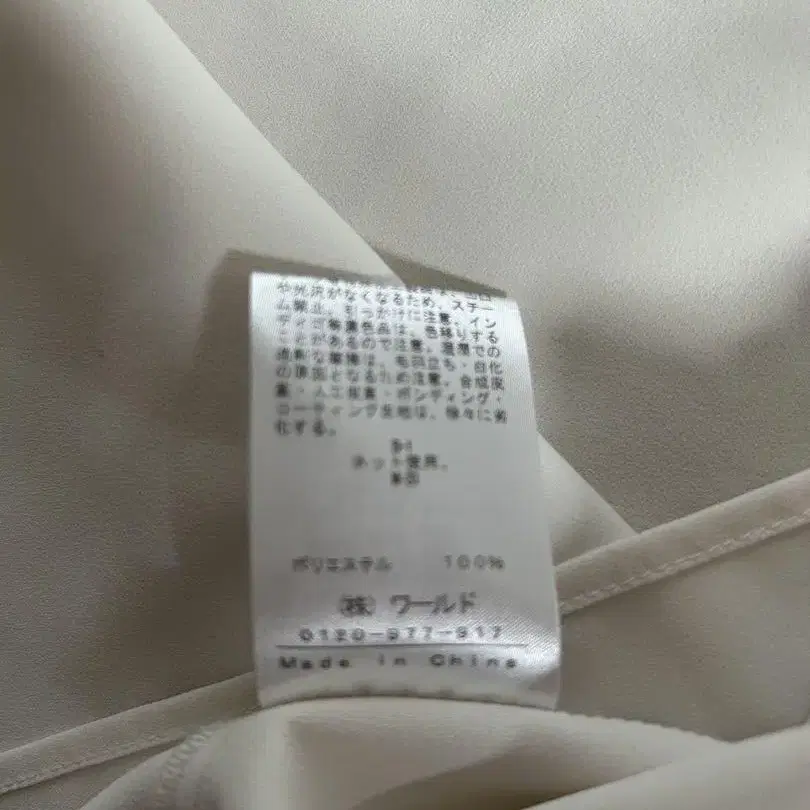 や光沢がなくなるため、スチー
ム禁止。引っかけに注意。イン
ディゴ 色品は、色移りする
ことがあるので注意。湿潤での
過剰な摩擦は、毛羽立ち・白化
の原因となるため注意。合成皮
革・人工皮革・ボンディング・
コーティング生地は、徐々に劣
化する。
ネット使用。
ポリエステル 100%
(株) ワールド
0120-977-917
Made in China